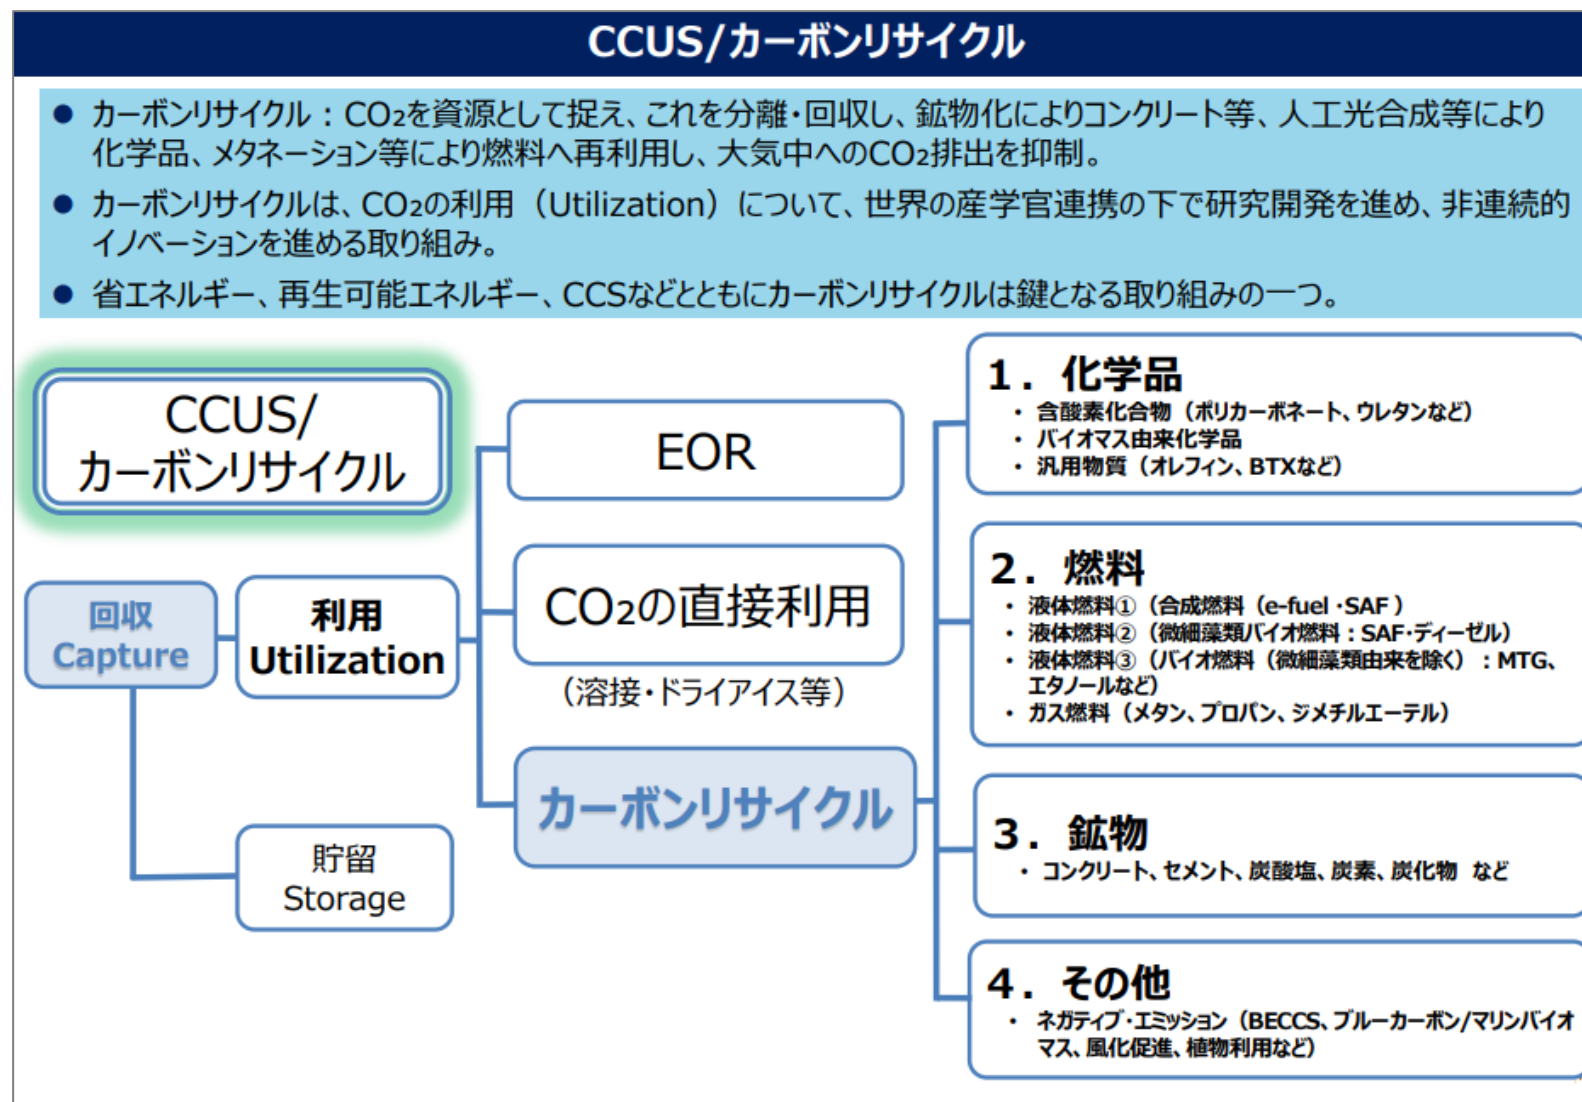 CCUS/カーボンリサイクル
● カーボンリサイクル：CO₂を資源として捉え、これを分離・回収し、鉱物化によりコンクリート等、人工光合成等により
化学品、メタネーション等により燃料へ再利用し、大気中へのCO₂排出を抑制。
● カーボンリサイクルは、CO₂の利用（Utilization）について、世界の産学官連携の下で研究開発を進め、非連続的
イノベーションを進める取り組み。
● 省エネルギー、再生可能エネルギー、CCSなどとともにカーボンリサイクルは鍵となる取り組みの一つ。
CCUS/
カーボンリサイクル
回収
Capture
利用
Utilization
貯留
Storage
EOR
CO₂の直接利用
（溶接・ドライアイス等）
カーボンリサイクル
１．化学品
・ 含酸素化合物（ポリカーボネート、ウレタンなど）
・ バイオマス由来化学品
・ 汎用物質（オレフィン、BTXなど）
２．燃料
・ 液体燃料①（合成燃料（e-fuel・SAF ）
・ 液体燃料②（微細藻類バイオ燃料：SAF・ディーゼル）
・ 液体燃料③（バイオ燃料（微細藻類由来を除く）：MTG、
エタノールなど）
・ ガス燃料（メタン、プロパン、ジメチルエーテル）
３．鉱物
・ コンクリート、セメント、炭酸塩、炭素、炭化物 など
４．その他
・ ネガティブ・エミッション（BECCS、ブルーカーボン/マリンバイオ
マス、風化促進、植物利用など）